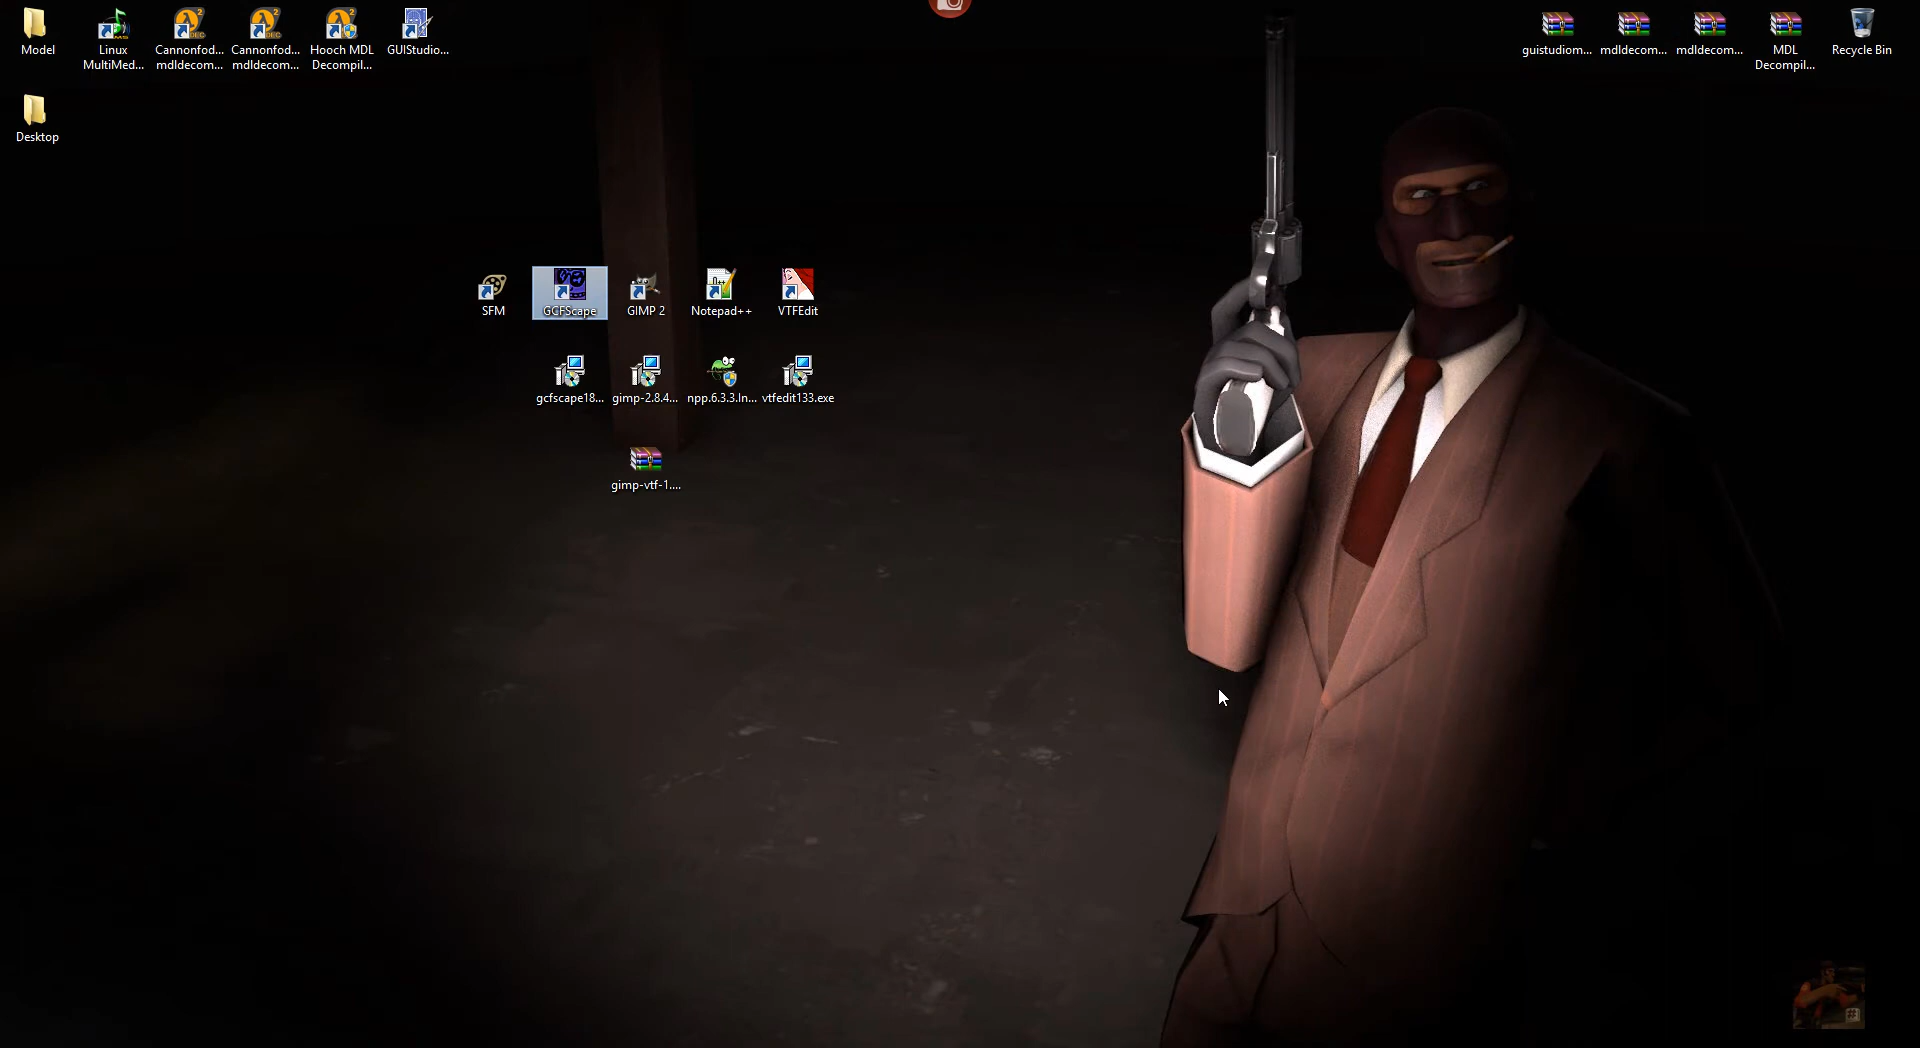 Model
Linux
MultiMed...
Cannonfod...
mdldecom...
Cannonfod...
mdldecom...
Hooch MDL
Decompil...
GUIStudio...
guistudiom...
mdldecom...
mdldecom...
MDL
Decompil...
Recycle Bin
Desktop
SFM
GCFScape
GIMP 2
Notepad++
VTFEdit
gcfscape18...
gimp-2.8.4...
npp.6.3.3.In...
vtfedit133.exe
gimp-vtf-1....